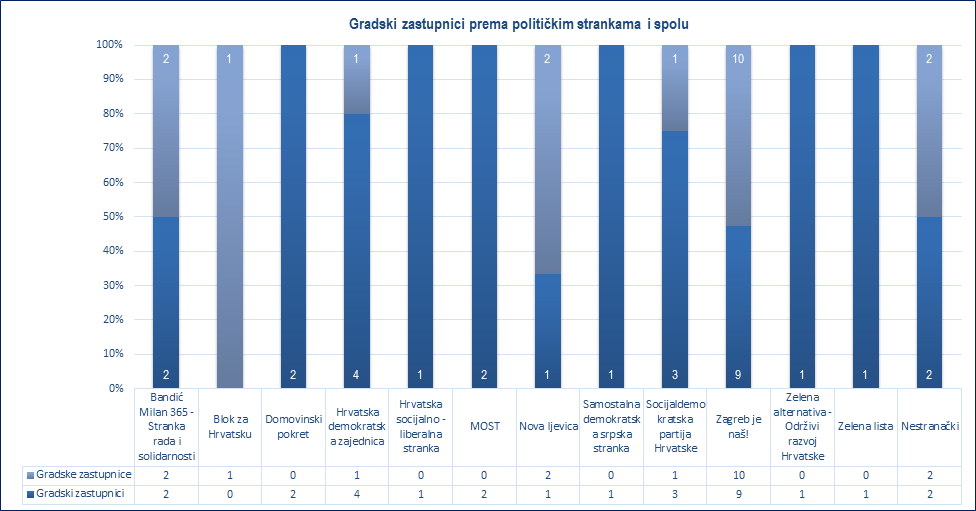 Gradski zastupnici prema političkim strankama i spolu
100%
90%
80%
70%
60%
50%
40%
30%
20%
10%
0%
2 1 1 2 1 10 2
2 2 4 1 2 1 1 3 9 1 1 2
Bandić
Milan 365 -
Stranka
rada i
solidarnosti
Blok za
Hrvatsku
Domovinski
pokret
Hrvatska
demokratsk
a zajednica
Hrvatska
socijalno -
liberalna
stranka
MOST
Nova ljevica
Samostalna
demokratsk
a srpska
stranka
Socijaldemo
kratska
partija
Hrvatske
Zagreb je
naš!
Zelena
alternativa -
Održivi
razvoj
Hrvatske
Zelena lista
Nestranački
Gradske zastupnice 2 1 0 1 0 0 2 0 1 10 0 0 2
Gradski zastupnici 2 0 2 4 1 2 1 1 3 9 1 1 2